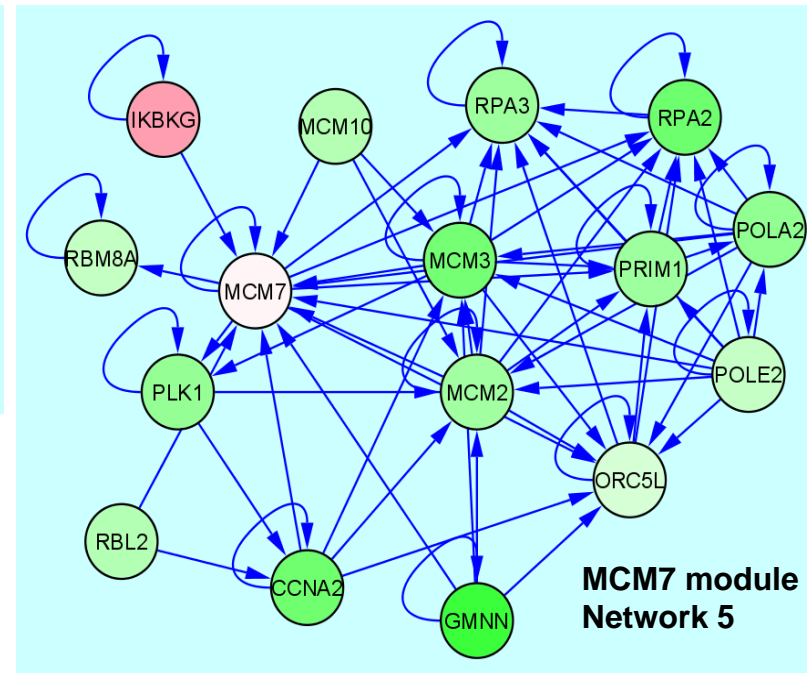 IKBKG
MCM10
RPA3
RPA2
RBM8A
MCM7
MCM3
PRIM1
POLA2
PLK1
MCM2
POLE2
ORC5L
RBL2
CCNA2
GMNN
MCM7 module
Network 5